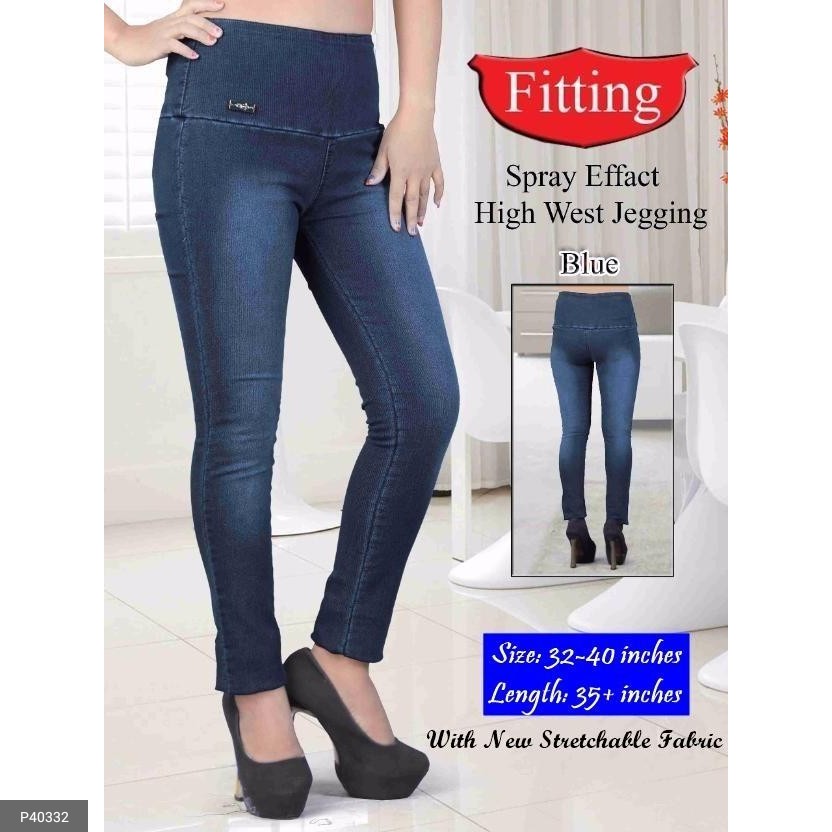 Fitting
Spray Effact
High West Jegging
Blue
Size: 32-40 inches
Length: 35+ inches
With New Stretchable Fabric
P40332